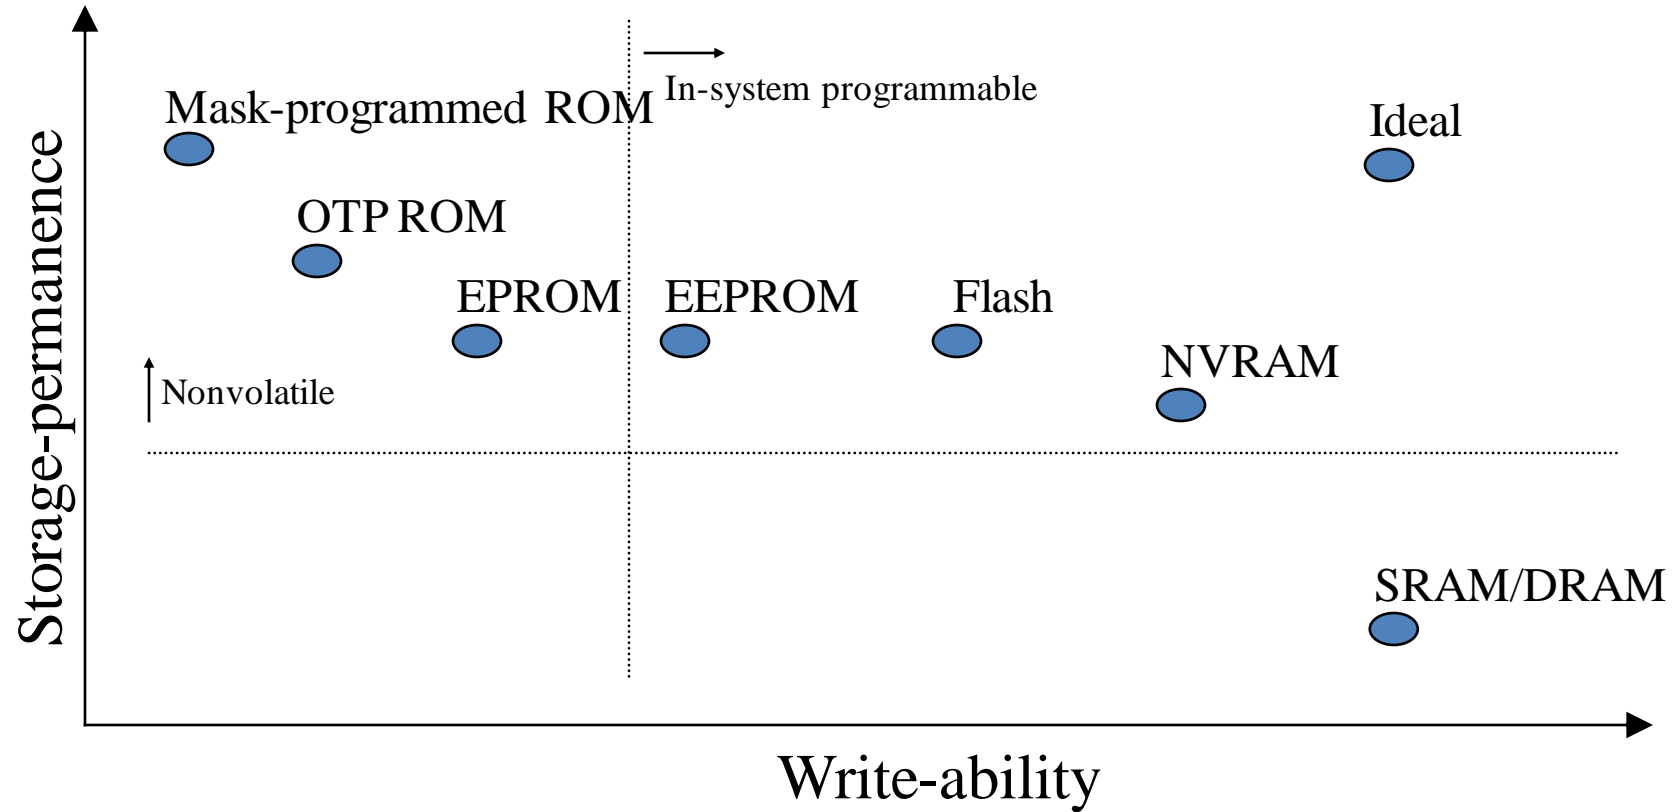 In-system programmable
Mask-programmed ROM
Ideal
OTP ROM
EPROM
EEPROM
Flash
NVRAM
Nonvolatile
SRAM/DRAM
Storage-permanence
Write-ability